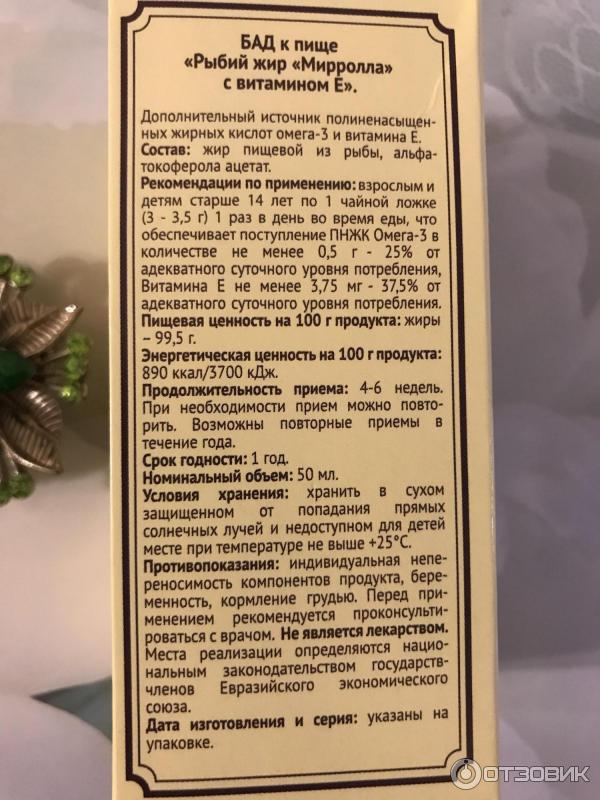 БАД к пище
«Рыбий жир «Мирролла»
с витамином Е».
Дополнительный источник полиненасыщен-
ных жирных кислот омега-3 и витамина Е.
Состав: жир пищевой из рыбы, альфа-
токоферола ацетат.
Рекомендации по применению: взрослым и
детям старше 14 лет по 1 чайной ложке
(3 - 3,5 г) 1 раз в день во время еды, что
обеспечивает поступление ПНЖК Омега-3 в
количестве не менее 0,5 г - 25% от
адекватного суточного уровня потребления,
Витамина Е не менее 3,75 мг - 37,5% от
адекватного суточного уровня потребления.
Пищевая ценность на 100 г продукта: жиры
– 99,5 г.
Энергетическая ценность на 100 г продукта:
890 ккал/3700 кДж.
Продолжительность приема: 4-6 недель.
При необходимости прием можно повто-
рить. Возможны повторные приемы в
течение года.
Срок годности: 1 год.
Номинальный объем: 50 мл.
Условия хранения: хранить в сухом
защищенном от попадания прямых
солнечных лучей и недоступном для детей
месте при температуре не выше +25°С.
Противопоказания: индивидуальная непе-
реносимость компонентов продукта, бере-
менность, кормление грудью. Перед при-
менением рекомендуется проконсульти-
роваться с врачом. Не является лекарством.
Места реализации определяются нацио-
нальным законодательством государств-
членов Евразийского экономического
союза.
Дата изготовления и серия: указаны на
упаковке.
ОТЗОВИК